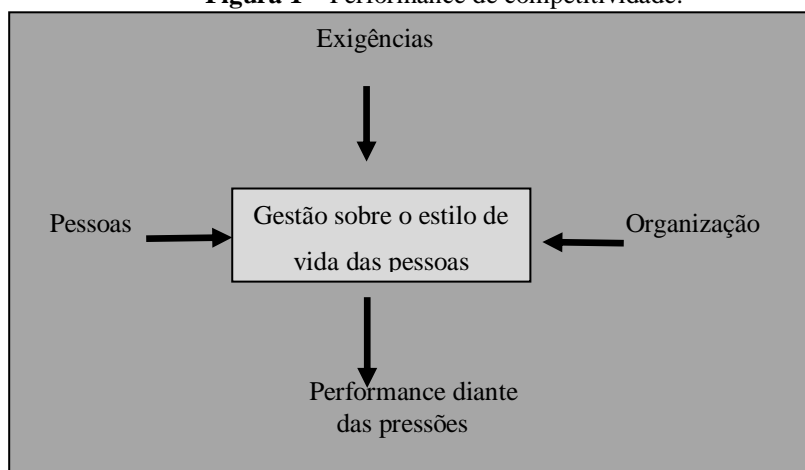 Figura 1 – Performance de competitividade.
Exigências
Pessoas
Gestão sobre o estilo de
vida das pessoas
Organização
Performance diante
das pressões